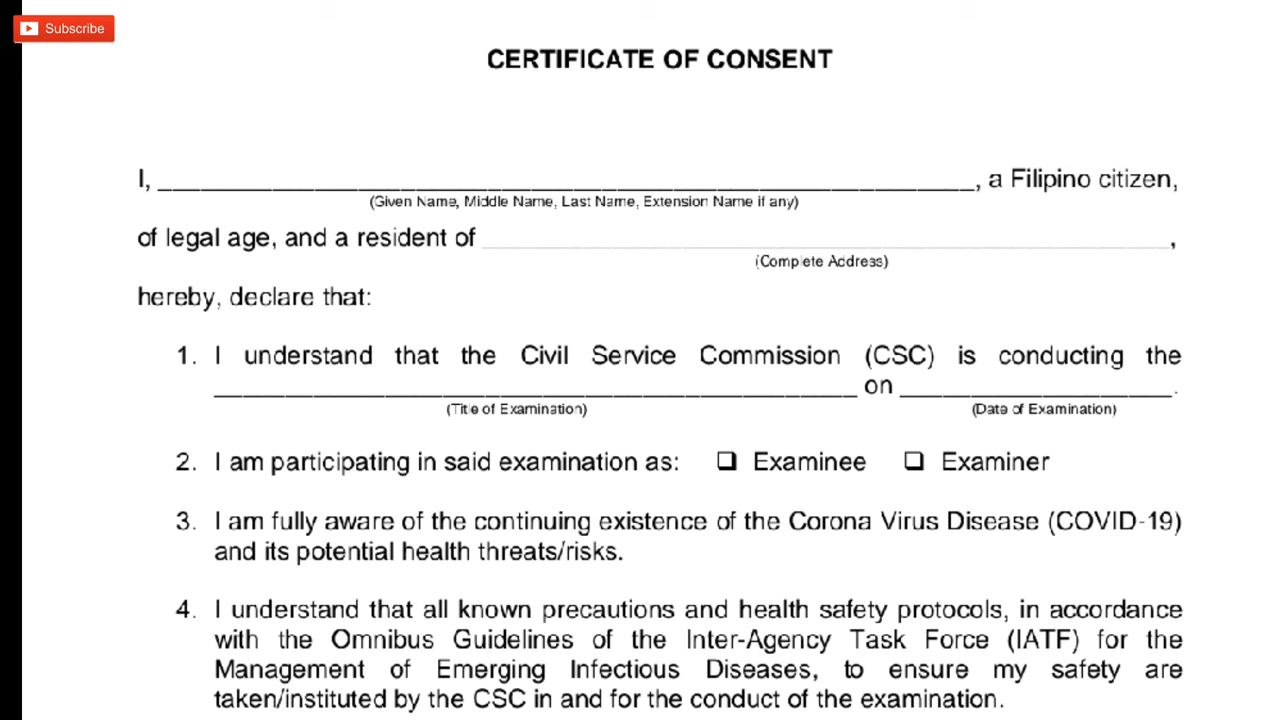 Subscribe
CERTIFICATE OF CONSENT
I, _________________________________________________________, a Filipino citizen,
(Given Name, Middle Name, Last Name, Extension Name if any)
of legal age, and a resident of ________________________________________________,
(Complete Address)
hereby, declare that:
1. I understand that the Civil Service Commission (CSC) is conducting the
_____________________________________________ on ___________________.
(Title of Examination) (Date of Examination)
2. I am participating in said examination as: ❑ Examinee ❑ Examiner
3. I am fully aware of the continuing existence of the Corona Virus Disease (COVID-19)
and its potential health threats/risks.
4. I understand that all known precautions and health safety protocols, in accordance
with the Omnibus Guidelines of the Inter-Agency Task Force (IATF) for the
Management of Emerging Infectious Diseases, to ensure my safety are
taken/instituted by the CSC in and for the conduct of the examination.